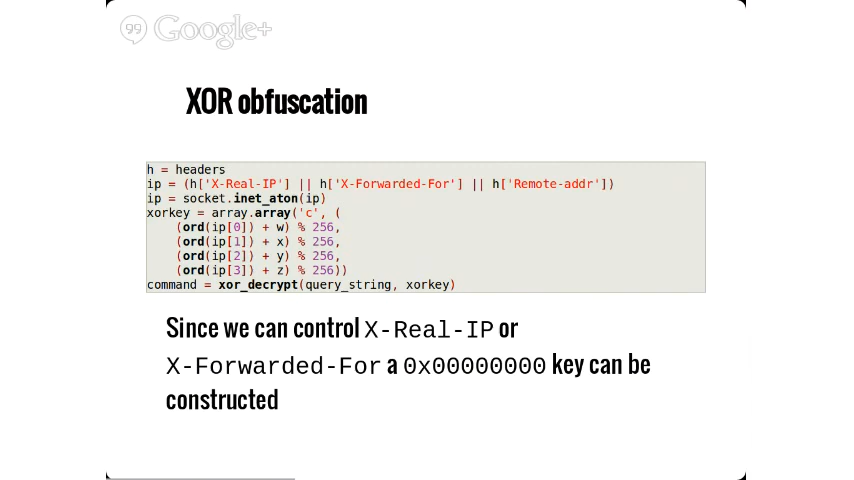 Google+
XOR obfuscation
h = headers
ip = (h['X-Real-IP'] || h['X-Forwarded-For'] || h['Remote-addr'])
ip = socket.inet_aton(ip)
xorkey = array.array('c', (
    (ord(ip[0]) + w) % 256,
    (ord(ip[1]) + x) % 256,
    (ord(ip[2]) + y) % 256,
    (ord(ip[3]) + z) % 256))
command = xor_decrypt(query_string, xorkey)
Since we can control X-Real-IP or
X-Forwarded-For a 0x00000000 key can be
constructed